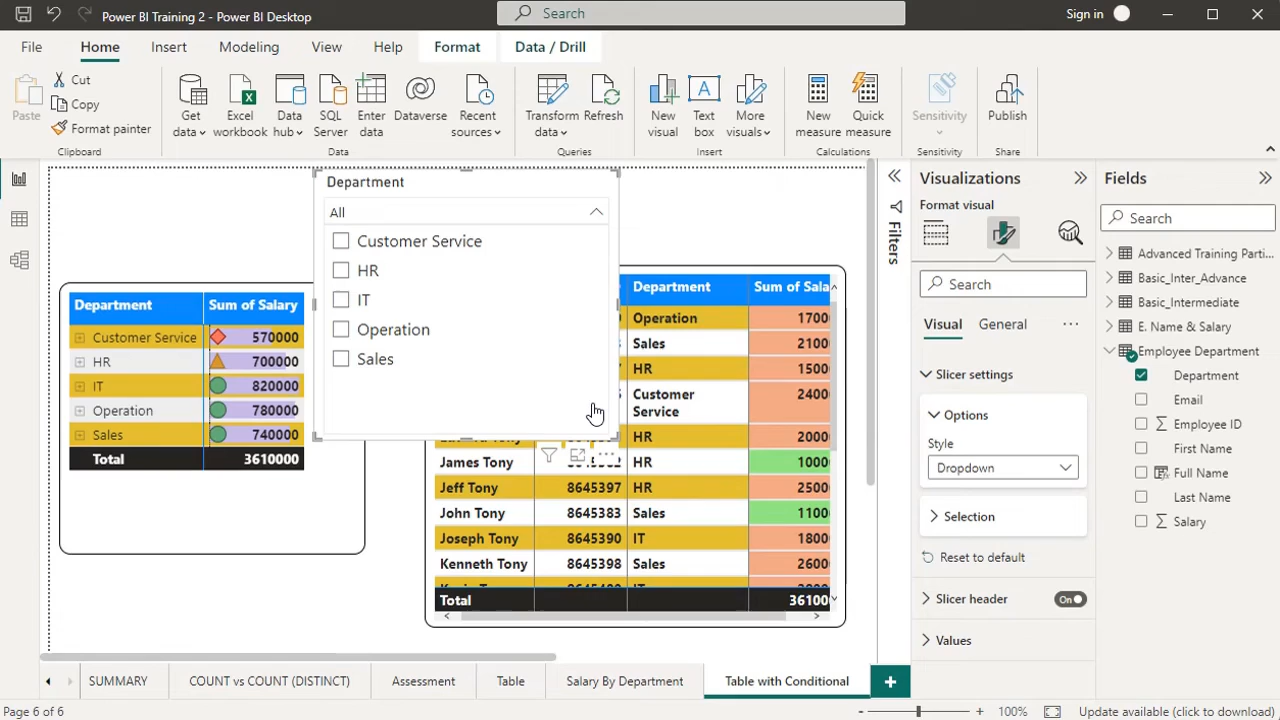 Power BI Training 2 - Power BI Desktop
Search
Sign in
File
Home
Insert
Modeling
View
Help
Format
Data / Drill
Paste
Cut
Copy
Format painter
Clipboard
Get data
Excel workbook
Data hub
SQL Server
Enter data
Dataverse
Recent sources
Data
Transform data
Refresh
Queries
New visual
Text box
More visuals
Insert
New measure
Quick measure
Calculations
Sensitivity
Sensitivity
Publish
Share
Department
All
Customer Service
HR
IT
Operation
Sales
Department Sum of Salary
Customer Service 570000
HR 700000
IT 820000
Operation 780000
Sales 740000
Total 3610000
Department Sum of Sala
Operation 1700
Sales 2100
HR 1500
Customer Service 2400
HR 2000
James Tony HR 1000
Jeff Tony 8645397 HR 2500
John Tony 8645383 Sales 1100
Joseph Tony 8645390 IT 1800
Kenneth Tony 8645398 Sales 2600
Total 36100
Filters
Visualizations
Format visual
Search
Visual
General
Slicer settings
Options
Style
Dropdown
Selection
Reset to default
Slicer header On
Values
Fields
Search
Advanced Training Parti...
Basic_Inter_Advance
Basic_Intermediate
E. Name & Salary
Employee Department
Department
Email
Employee ID
First Name
Full Name
Last Name
Salary
SUMMARY
COUNT vs COUNT (DISTINCT)
Assessment
Table
Salary By Department
Table with Conditional
Page 6 of 6
100%
Update available (click to download)